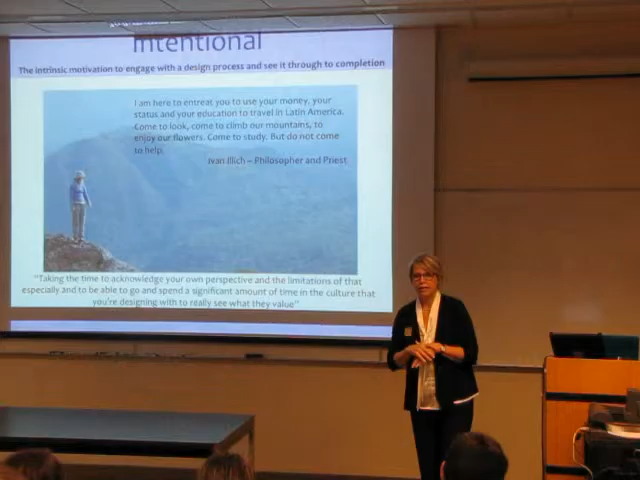 Intentional
The intrinsic motivation to engage with a design process and see it through to completion
I am here to entreat you to use your money, your
status and your education to travel in Latin America.
Come to look, come to climb our mountains, to
enjoy our flowers. Come to study. But do not come
to help.
Ivan Illich – Philosopher and Priest
"Taking the time to acknowledge your own perspective and the limitations of that
especially and to be able to go and spend a significant amount of time in the culture that
you're designing with to really see what they value"